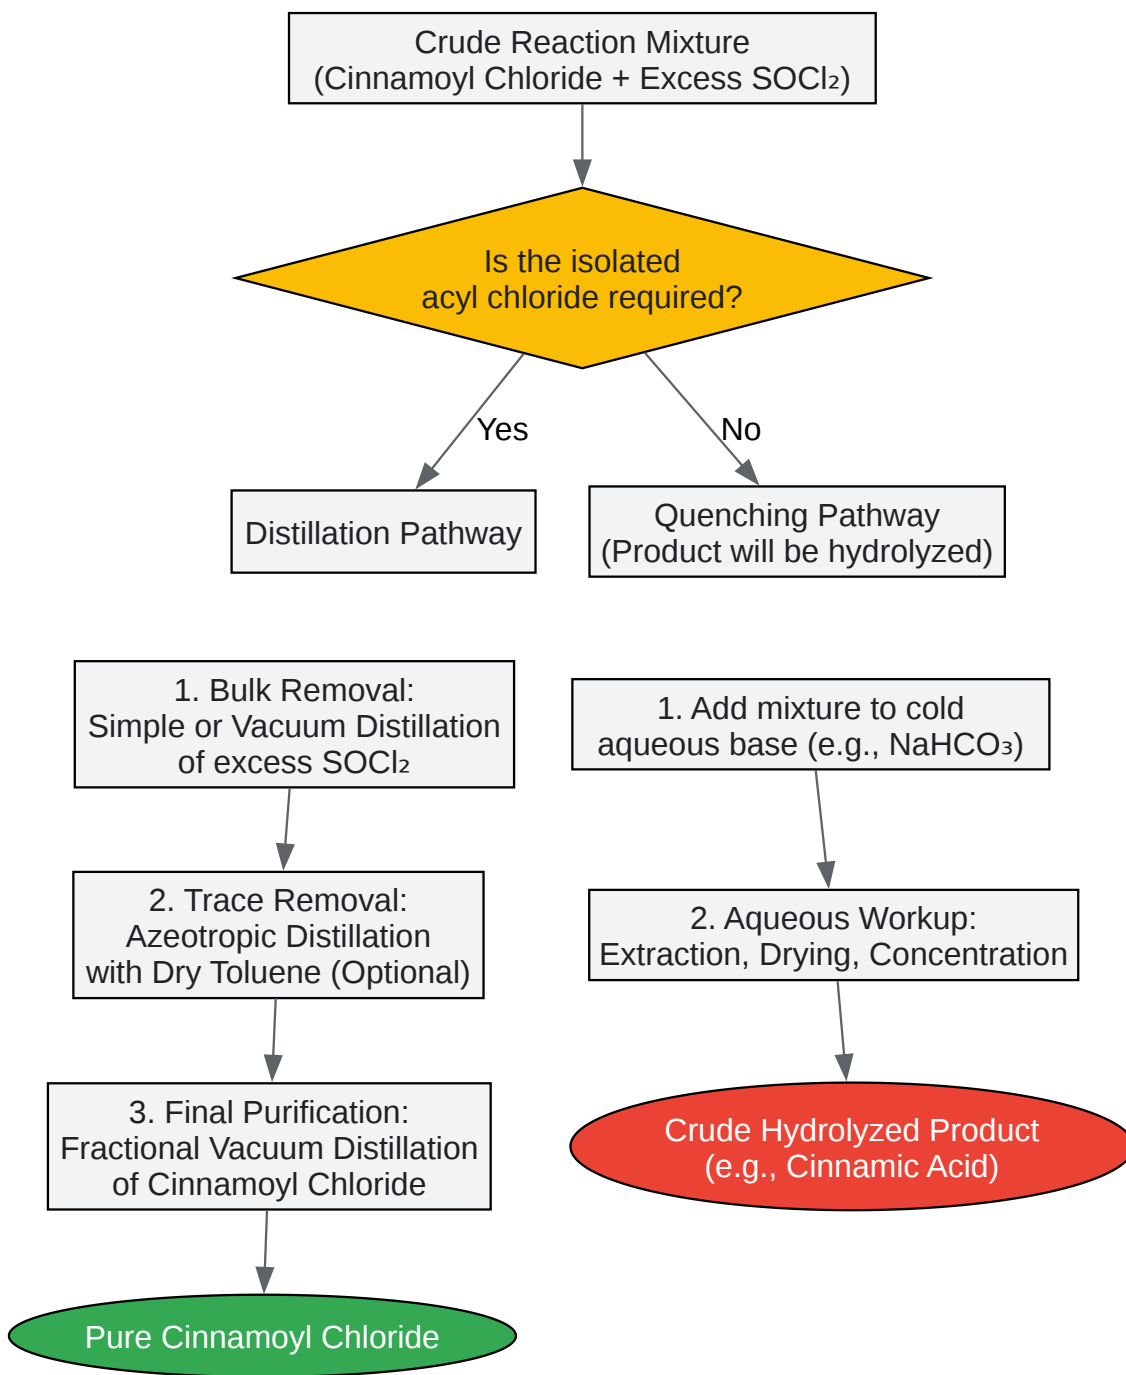 Crude Reaction Mixture
(Cinnamoyl Chloride + Excess SOCl₂)
Is the isolated
acyl chloride required?
Yes
No
Distillation Pathway
Quenching Pathway
(Product will be hydrolyzed)
1. Bulk Removal:
Simple or Vacuum Distillation
of excess SOCl₂
1. Add mixture to cold
aqueous base (e.g., NaHCO₃)
2. Trace Removal:
Azeotropic Distillation
with Dry Toluene (Optional)
2. Aqueous Workup:
Extraction, Drying, Concentration
3. Final Purification:
Fractional Vacuum Distillation
of Cinnamoyl Chloride
Crude Hydrolyzed Product
(e.g., Cinnamic Acid)
Pure Cinnamoyl Chloride